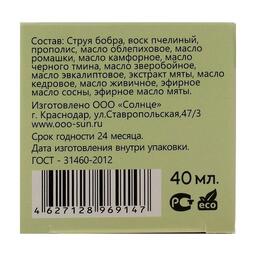 Состав: Струя бобра, воск пчелиный,
прополис, масло облепиховое, масло
ромашки, масло камфорное, масло
черного тмина, масло зверобойное,
масло эвкалиптовое, экстракт мяты, масло
кедровое, масло живичное, эфирное
масло сосны, эфирное масло мяты.
Изготовлено ООО «Солнце»
г. Краснодар, ул.Ставропольская,47/3
www.ooo-sun.ru
Срок годности 24 месяца.
Дата изготовления внутри упаковки.
ГОСТ - 31460-2012
40 мл.
4 627128 969147
РС eco